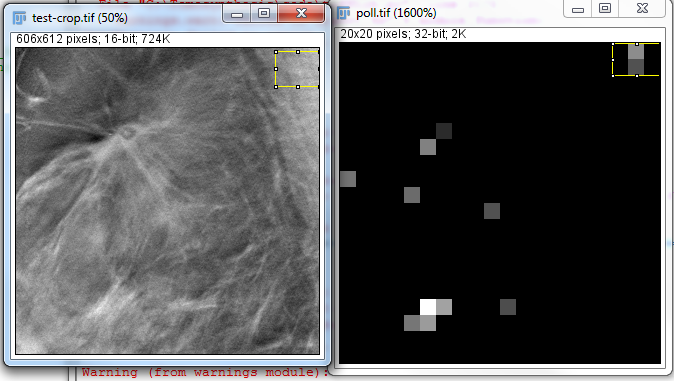 test-crop.tif (50%)
606x612 pixels; 16-bit; 724K
poll.tif (1600%)
20x20 pixels; 32-bit; 2K
Warning (from warnings module):